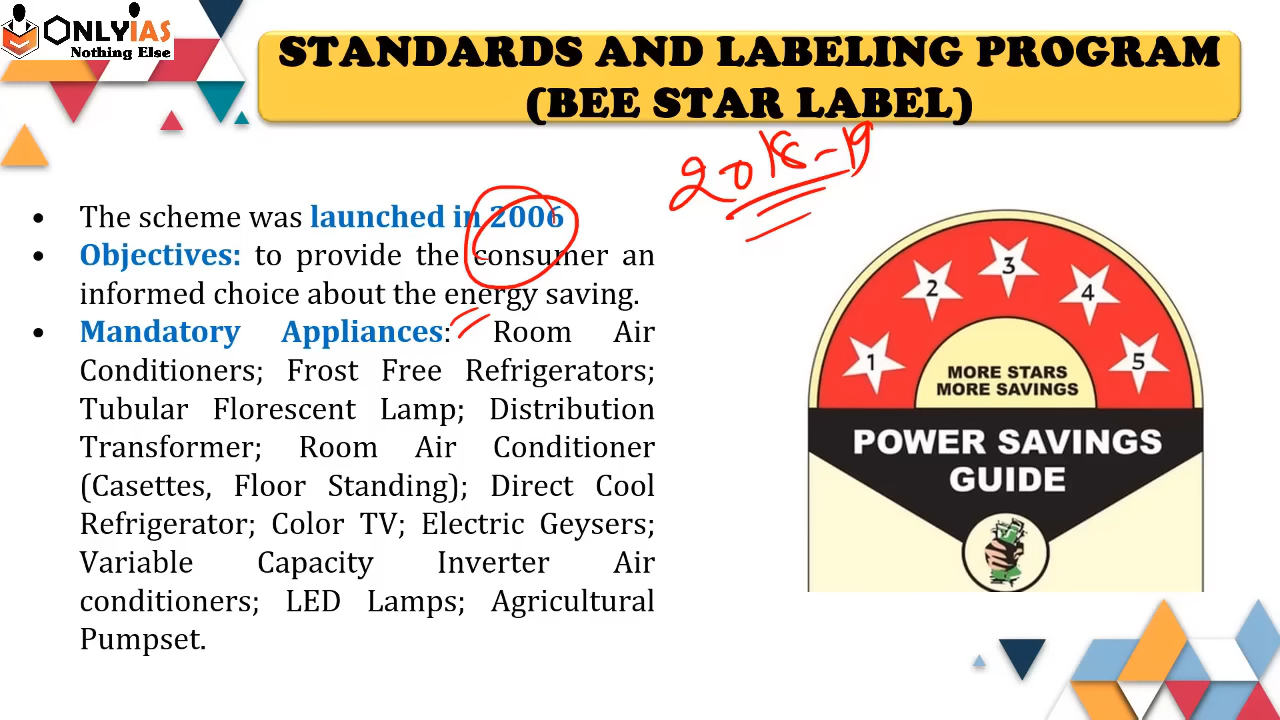 ONLYIAS
Nothing Else
STANDARDS AND LABELING PROGRAM
(BEE STAR LABEL)
2018-19
• The scheme was launched in 2006
• Objectives: to provide the consumer an
informed choice about the energy saving.
• Mandatory Appliances: Room Air
Conditioners; Frost Free Refrigerators;
Tubular Florescent Lamp; Distribution
Transformer; Room Air Conditioner
(Casettes, Floor Standing); Direct Cool
Refrigerator; Color TV; Electric Geysers;
Variable Capacity Inverter Air
conditioners; LED Lamps; Agricultural
Pumpset.
1 2 3 4 5
MORE STARS
MORE SAVINGS
POWER SAVINGS
GUIDE